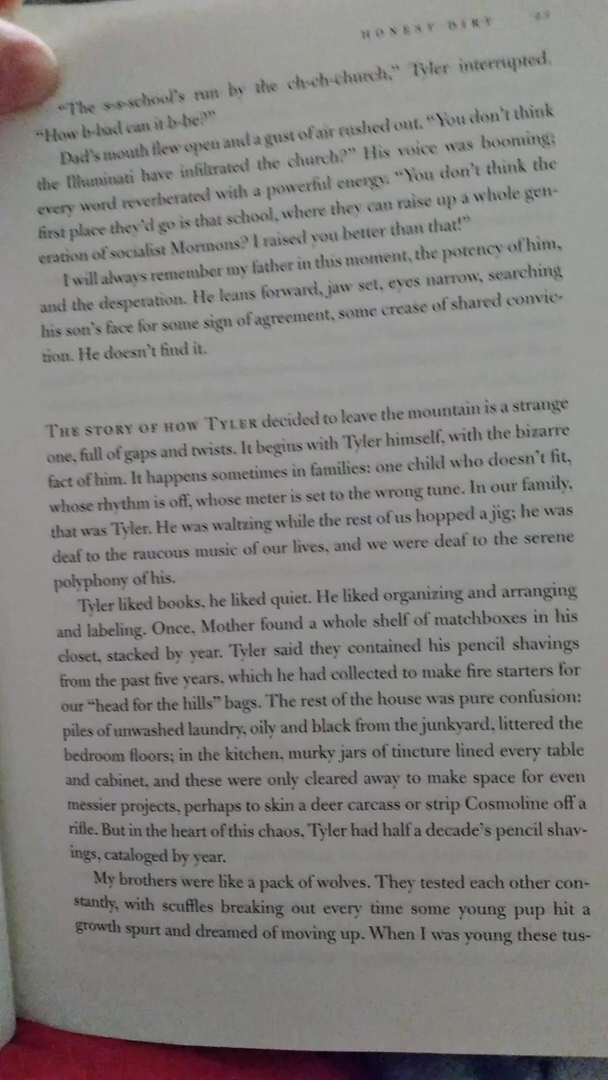 HONEST DIRT 49
"The s-s-school's run by the ch-ch-church," Tyler interrupted.
"How b-bad can it b-be?"
Dad's mouth flew open and a gust of air rushed out. "You don't think
the Illuminati have infiltrated the church?" His voice was booming;
every word reverberated with a powerful energy. "You don't think the
first place they'd go is that school, where they can raise up a whole gen-
eration of socialist Mormons? I raised you better than that!"
I will always remember my father in this moment, the potency of him,
and the desperation. He leans forward, jaw set, eyes narrow, searching
his son's face for some sign of agreement, some crease of shared convic-
tion. He doesn't find it.
THE STORY OF HOW TYLER decided to leave the mountain is a strange
one, full of gaps and twists. It begins with Tyler himself, with the bizarre
fact of him. It happens sometimes in families: one child who doesn't fit,
whose rhythm is off, whose meter is set to the wrong tune. In our family,
that was Tyler. He was waltzing while the rest of us hopped a jig; he was
deaf to the raucous music of our lives, and we were deaf to the serene
polyphony of his.
Tyler liked books, he liked quiet. He liked organizing and arranging
and labeling. Once, Mother found a whole shelf of matchboxes in his
closet, stacked by year. Tyler said they contained his pencil shavings
from the past five years, which he had collected to make fire starters for
our "head for the hills" bags. The rest of the house was pure confusion:
piles of unwashed laundry, oily and black from the junkyard, littered the
bedroom floors; in the kitchen, murky jars of tincture lined every table
and cabinet, and these were only cleared away to make space for even
messier projects, perhaps to skin a deer carcass or strip Cosmoline off a
rifle. But in the heart of this chaos, Tyler had half a decade's pencil shav-
ings, cataloged by year.
My brothers were like a pack of wolves. They tested each other con-
stantly, with scuffles breaking out every time some young pup hit a
growth spurt and dreamed of moving up. When I was young these tus-